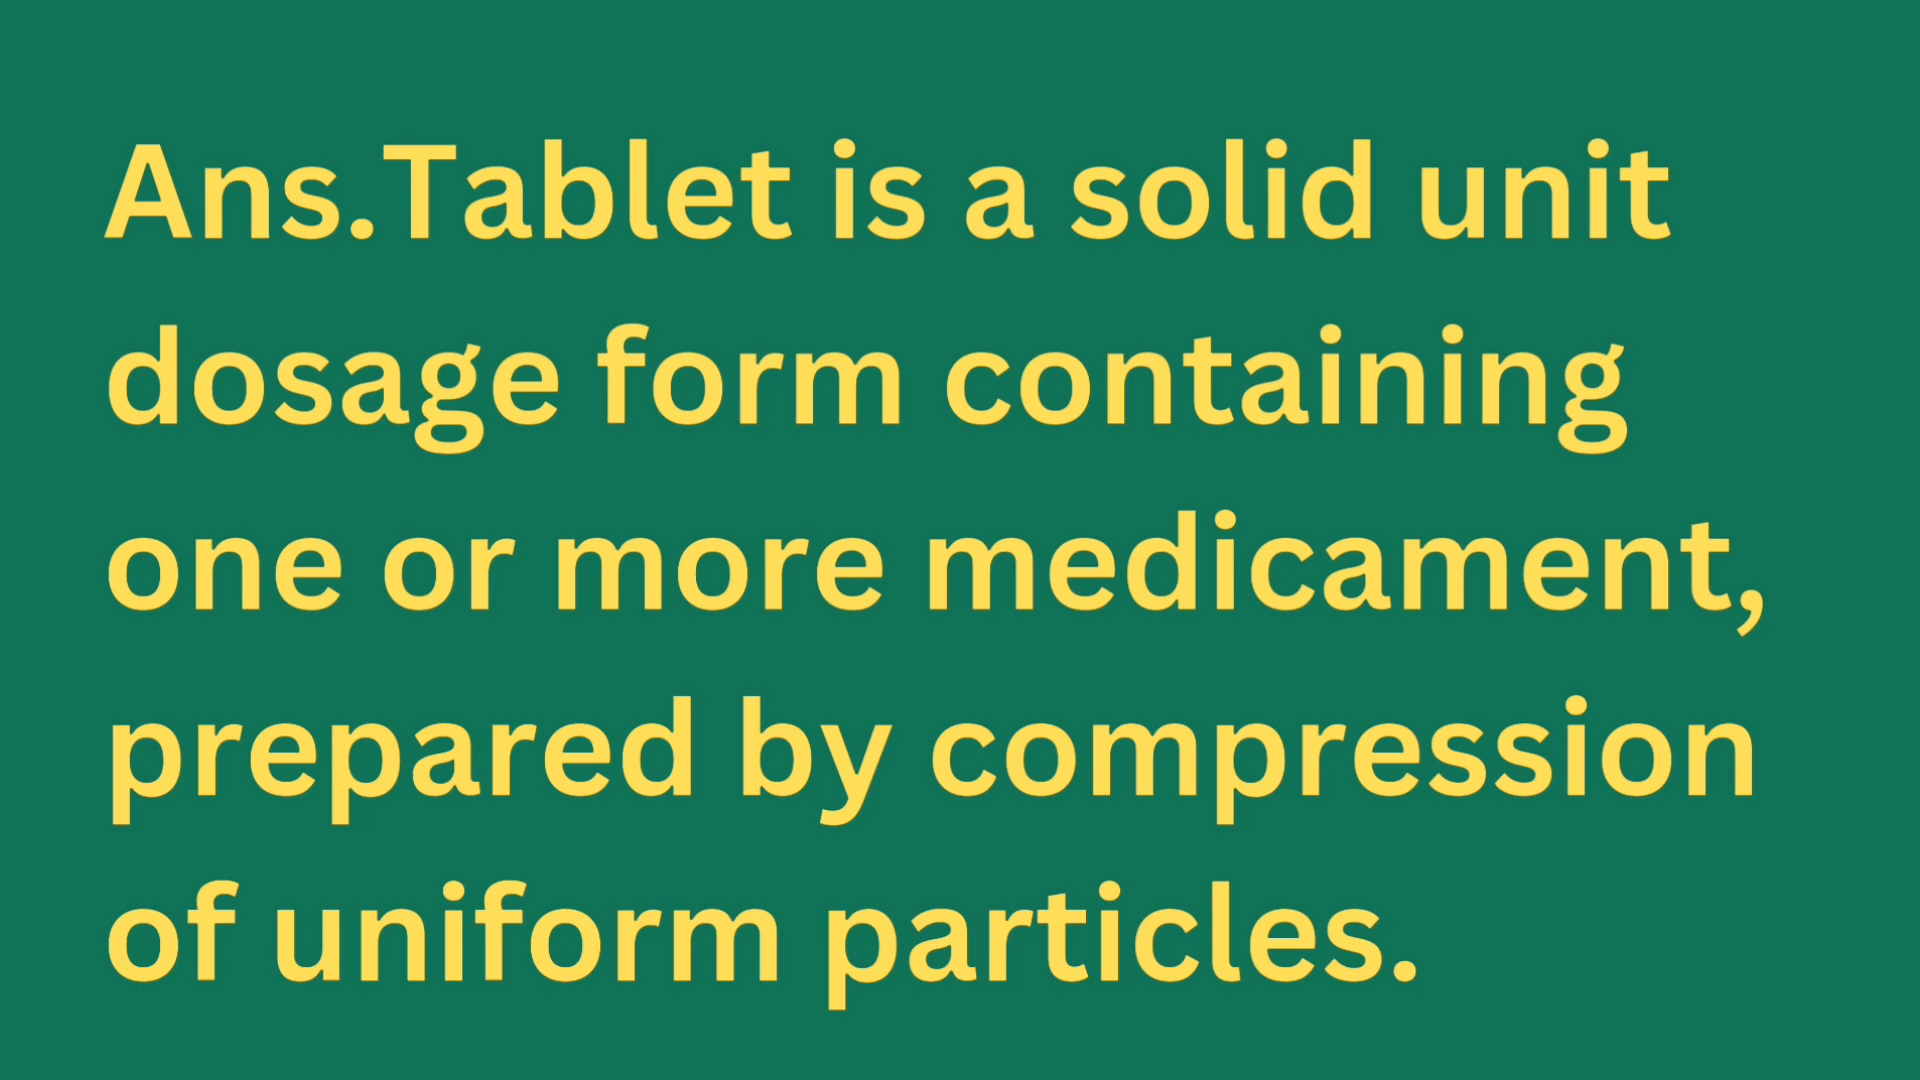 Ans.Tablet is a solid unit
dosage form containing
one or more medicament,
prepared by compression
of uniform particles.